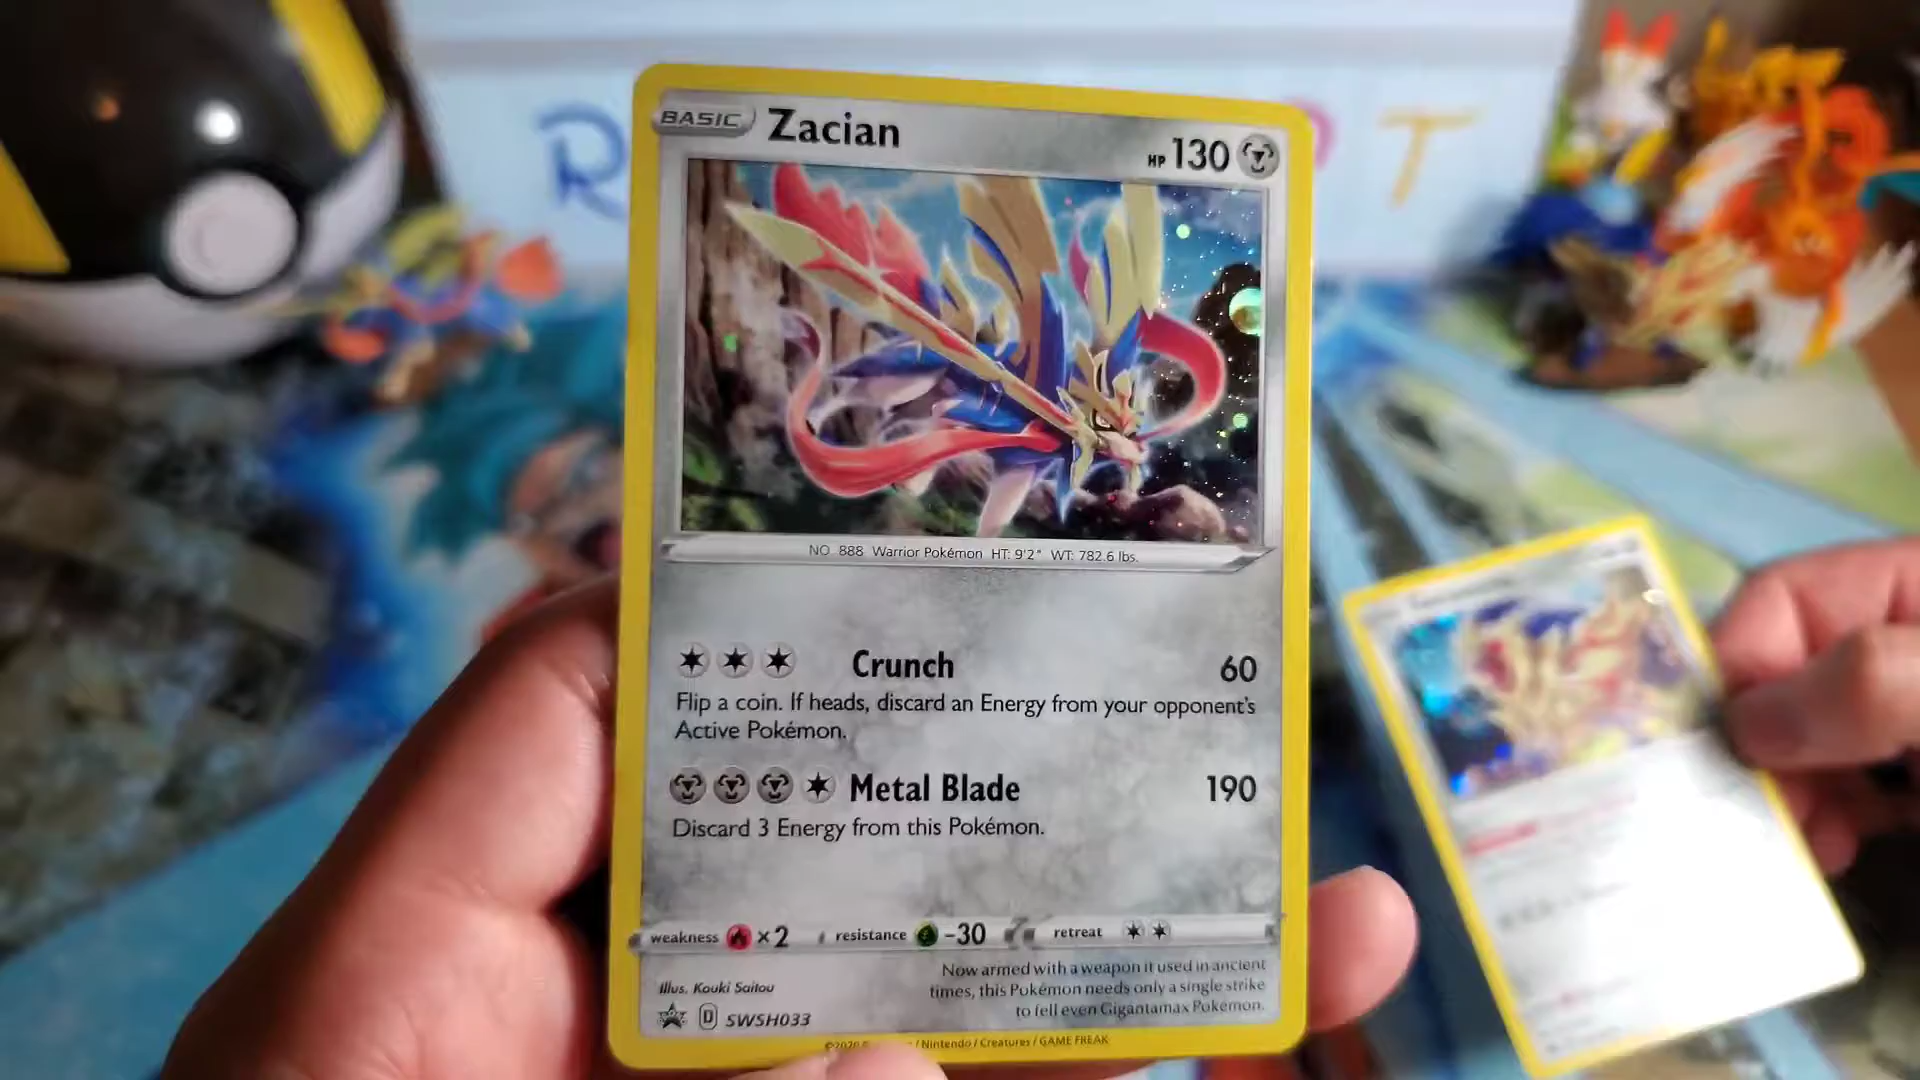 R
T
BASIC Zacian HP 130
NO. 888 Warrior Pokémon HT: 9'2" WT: 782.6 lbs.
Crunch 60
Flip a coin. If heads, discard an Energy from your opponent's
Active Pokémon.
Metal Blade 190
Discard 3 Energy from this Pokémon.
weakness ×2 resistance -30 retreat
Illus. Kouki Saitou
Now armed with a weapon it used in ancient
times, this Pokémon needs only a single strike
to fell even Gigantamax Pokémon.
D SWSH033
©2020 / Nintendo / Creatures / GAME FREAK